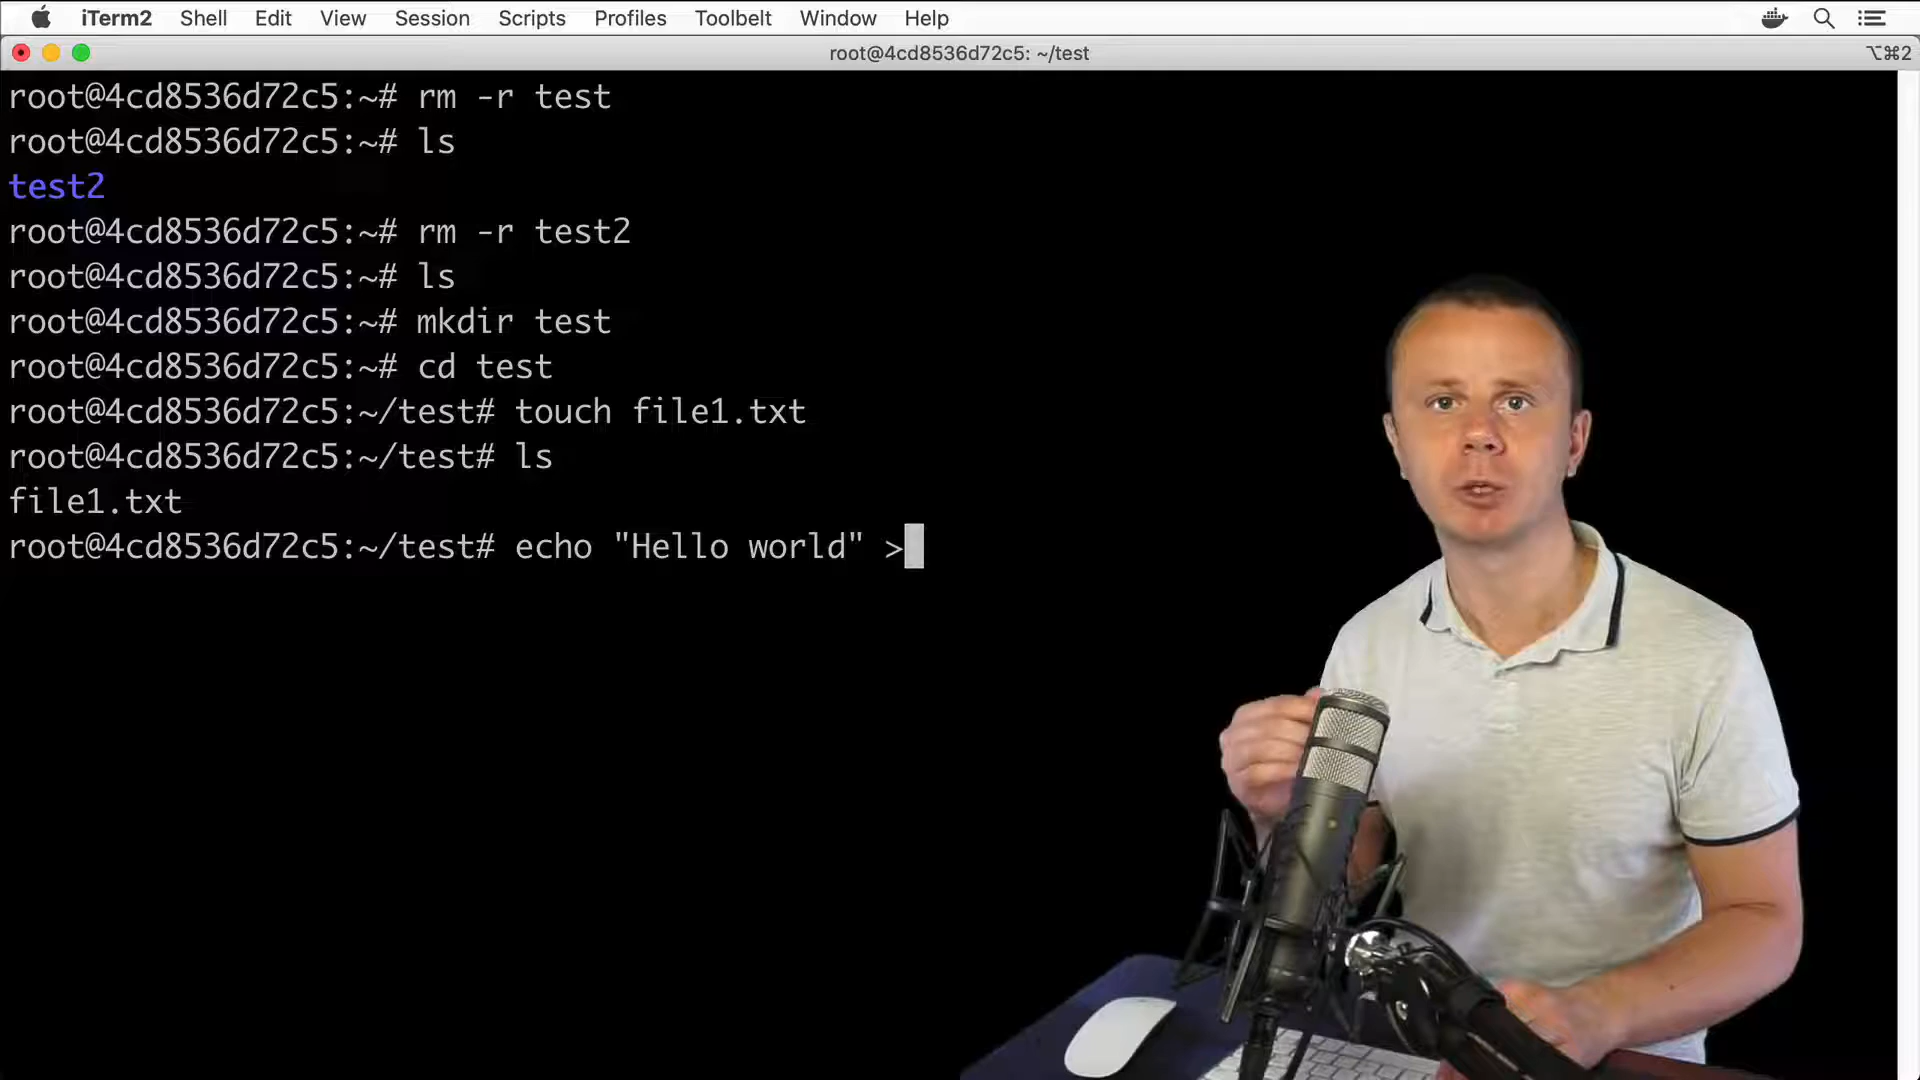 iTerm2 Shell Edit View Session Scripts Profiles Toolbelt Window Help
root@4cd8536d72c5: ~/test ⌥⌘2
root@4cd8536d72c5:~# rm -r test
root@4cd8536d72c5:~# ls
test2
root@4cd8536d72c5:~# rm -r test2
root@4cd8536d72c5:~# ls
root@4cd8536d72c5:~# mkdir test
root@4cd8536d72c5:~# cd test
root@4cd8536d72c5:~/test# touch file1.txt
root@4cd8536d72c5:~/test# ls
file1.txt
root@4cd8536d72c5:~/test# echo "Hello world" >